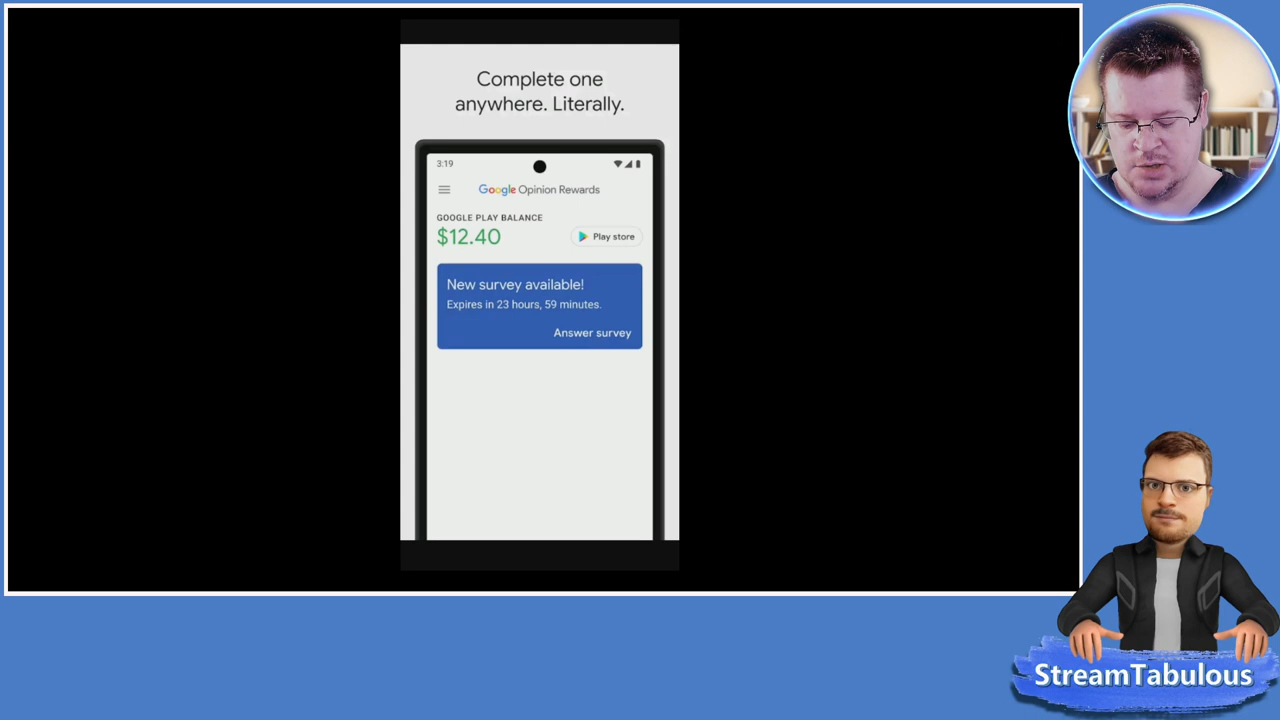 Complete one
anywhere. Literally.
3:19
Google Opinion Rewards
GOOGLE PLAY BALANCE
$12.40
Play store
New survey available!
Expires in 23 hours, 59 minutes.
Answer survey
StreamTabulous